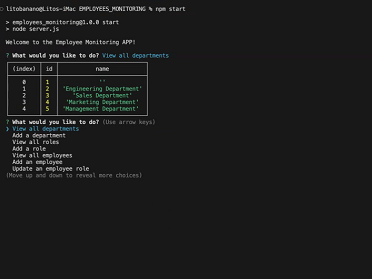 litobanano@Litos-iMac EMPLOYEES_MONITORING % npm start
> employees_monitoring@1.0.0 start
> node server.js
Welcome to the Employee Monitoring APP!
? What would you like to do? View all departments
(index) id name
0 1 ''
1 2 'Engineering Department'
2 3 'Sales Department'
3 4 'Marketing Department'
4 5 'Management Department'
? What would you like to do? (Use arrow keys)
❯ View all departments
Add a department
View all roles
Add a role
View all employees
Add an employee
Update an employee role
(Move up and down to reveal more choices)